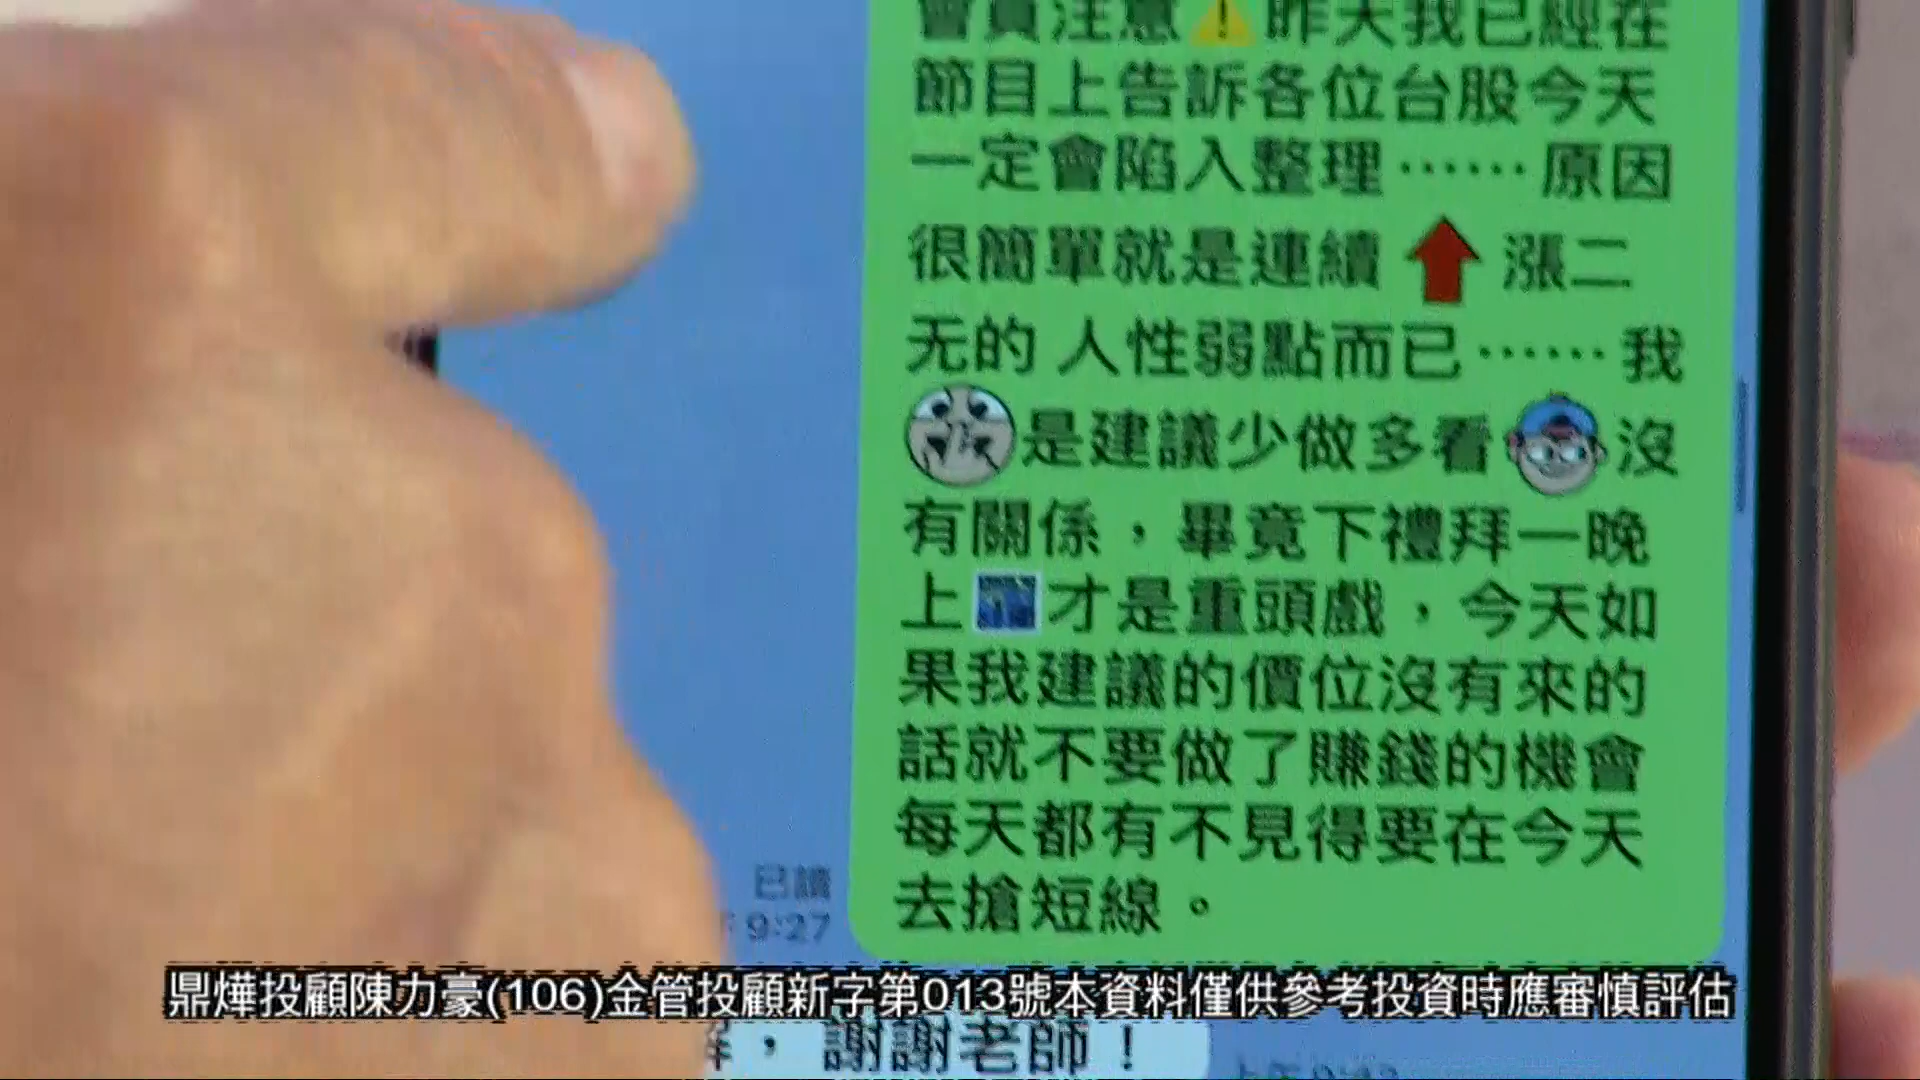 會員注意⚠️昨天我已經在
節目上告訴各位台股今天
一定會陷入整理⋯⋯原因
很簡單就是連續⬆漲二
天的 人性弱點而已⋯⋯我
是建議少做多看沒
有關係，畢竟下禮拜一晚
上才是重頭戲，今天如
果我建議的價位沒有來的
話就不要做了賺錢的機會
每天都有不見得要在今天
去搶短線。
已讀
9:27
鼎燁投顧陳力豪(106)金管投顧新字第013號本資料僅供參考投資時應審慎評估
，謝謝老師！